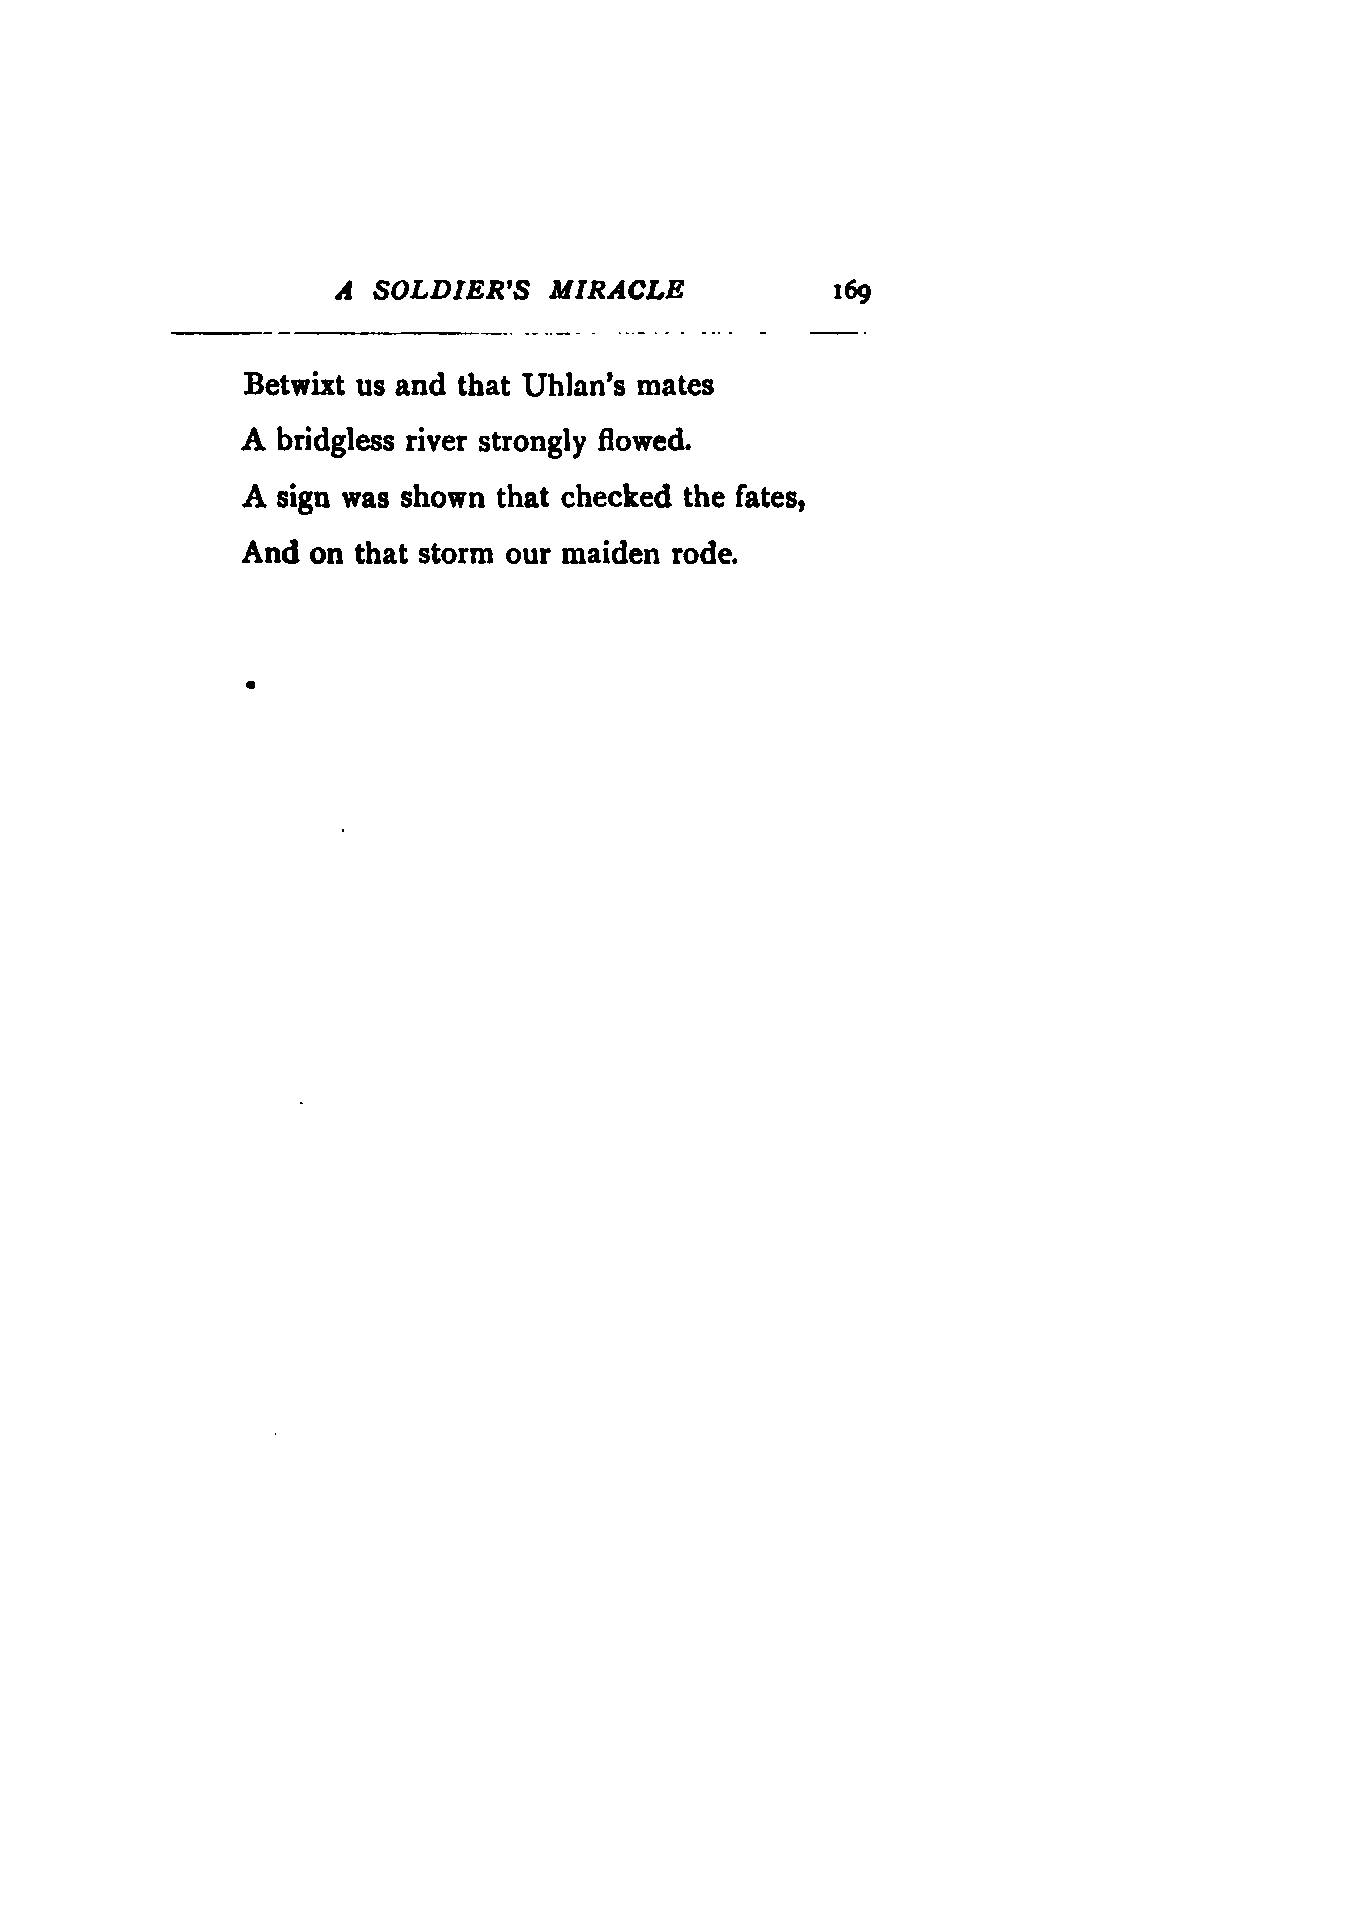 A SOLDIER'S MIRACLE 169
Betwixt us and that Uhlan's mates
A bridgless river strongly flowed.
A sign was shown that checked the fates,
And on that storm our maiden rode.